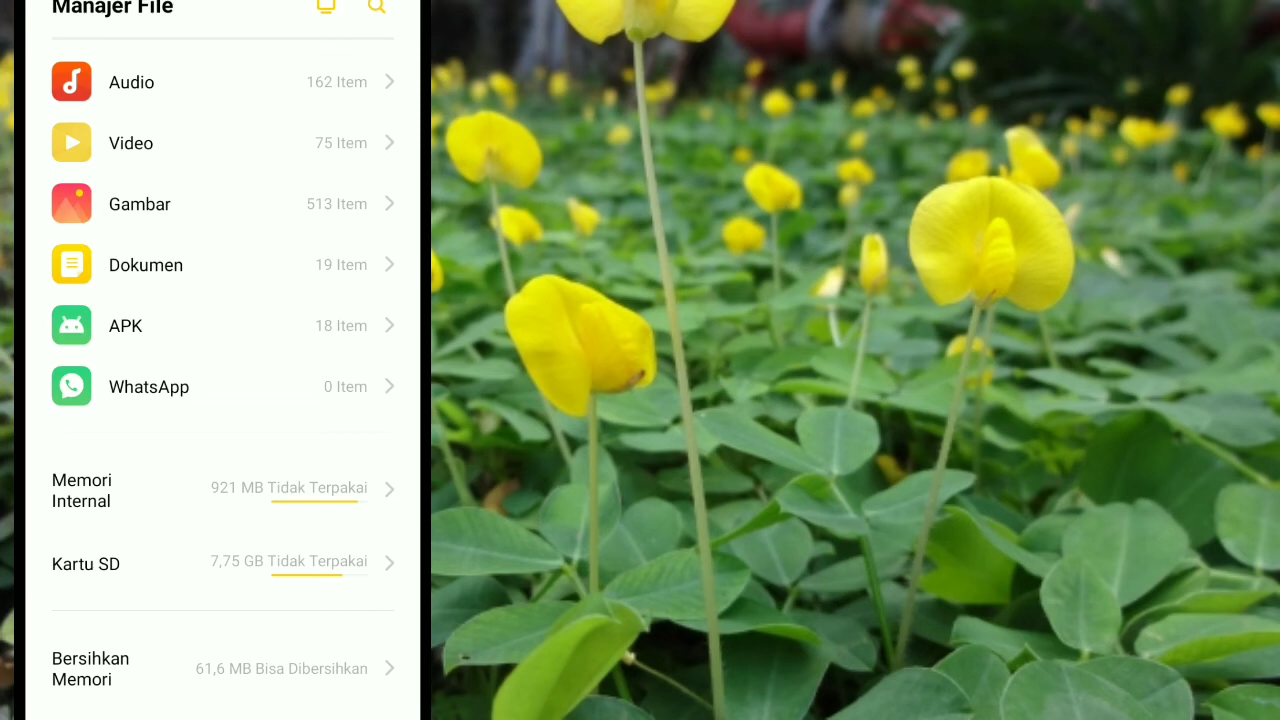 Manajer File
Audio 162 Item
Video 75 Item
Gambar 513 Item
Dokumen 19 Item
APK 18 Item
WhatsApp 0 Item
Memori
Internal
921 MB Tidak Terpakai
Kartu SD 7,75 GB Tidak Terpakai
Bersihkan
Memori
61,6 MB Bisa Dibersihkan